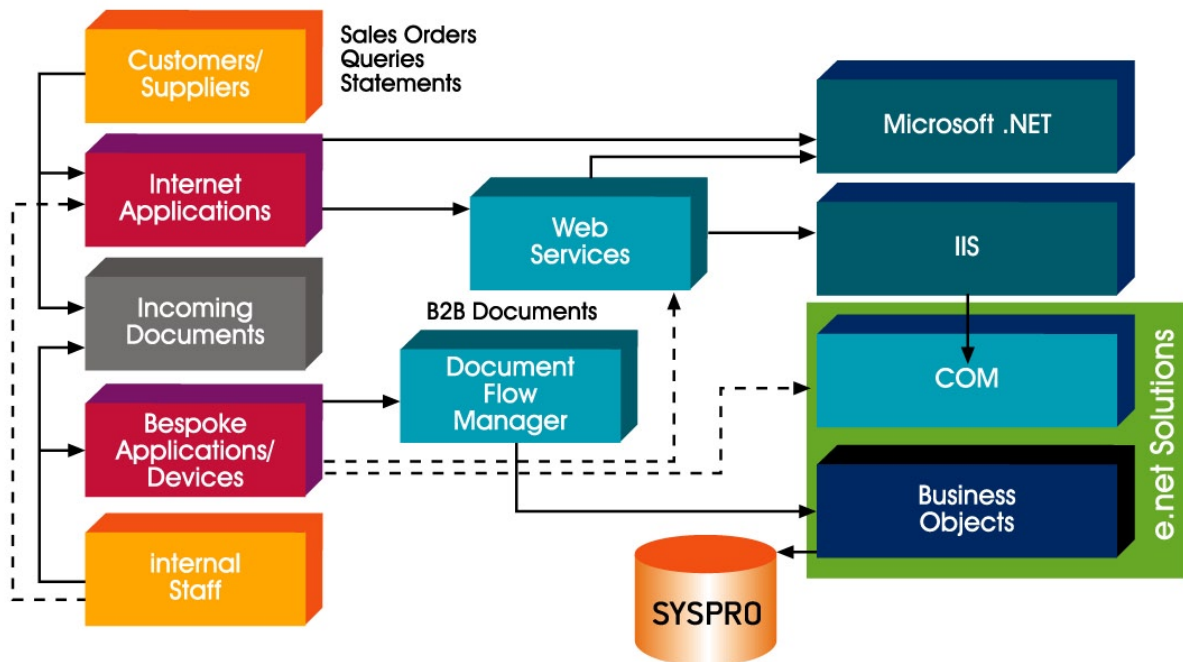 Customers/
Suppliers
Sales Orders
Queries
Statements
Internet
Applications
Incoming
Documents
Bespoke
Applications/
Devices
internal
Staff
Web
Services
B2B Documents
Document
Flow
Manager
Microsoft .NET
IIS
COM
Business
Objects
e.net Solutions
SYSPRO